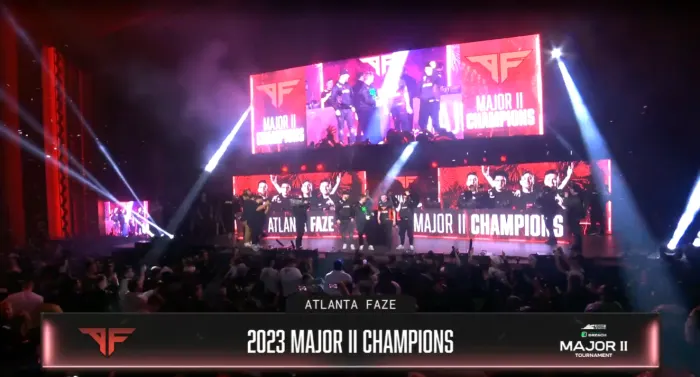 MAJOR II
CHAMPIONS
MAJOR II
CHAMPIONS
ATLANTA FAZE
MAJOR II CHAMPIONS
ATLANTA FAZE
2023 MAJOR II CHAMPIONS
MAJOR II
TOURNAMENT